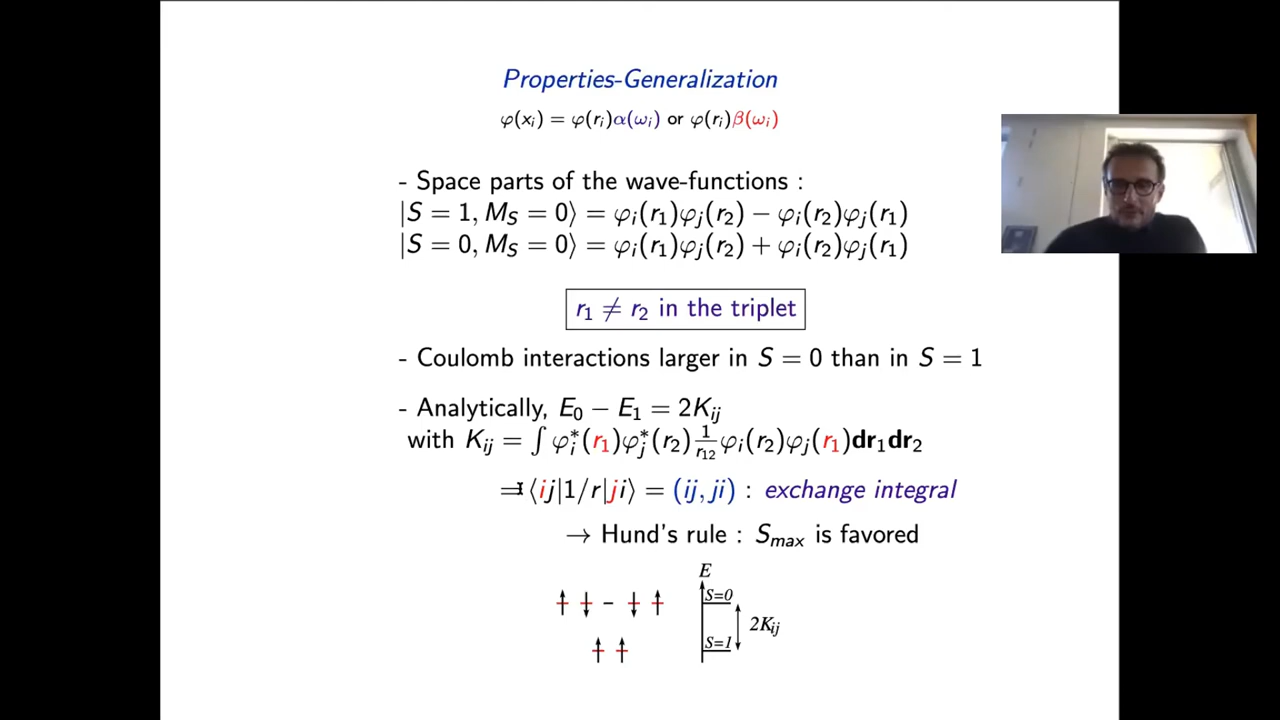 Properties-Generalization
φ(xᵢ) = φ(rᵢ)α(ωᵢ) or φ(rᵢ)β(ωᵢ)
- Space parts of the wave-functions :
|S = 1, M_S = 0⟩ = φᵢ(r₁)φⱼ(r₂) − φᵢ(r₂)φⱼ(r₁)
|S = 0, M_S = 0⟩ = φᵢ(r₁)φⱼ(r₂) + φᵢ(r₂)φⱼ(r₁)
r₁ ≠ r₂ in the triplet
- Coulomb interactions larger in S = 0 than in S = 1
- Analytically, E₀ − E₁ = 2Kᵢⱼ
with Kᵢⱼ = ∫ φᵢ*(r₁)φⱼ*(r₂) 1/r₁₂ φᵢ(r₂)φⱼ(r₁)dr₁dr₂
⇒ ⟨ij|1/r|ji⟩ = (ij, ji) : exchange integral
→ Hund's rule : S_max is favored
E
S=0
2Kᵢⱼ
S=1